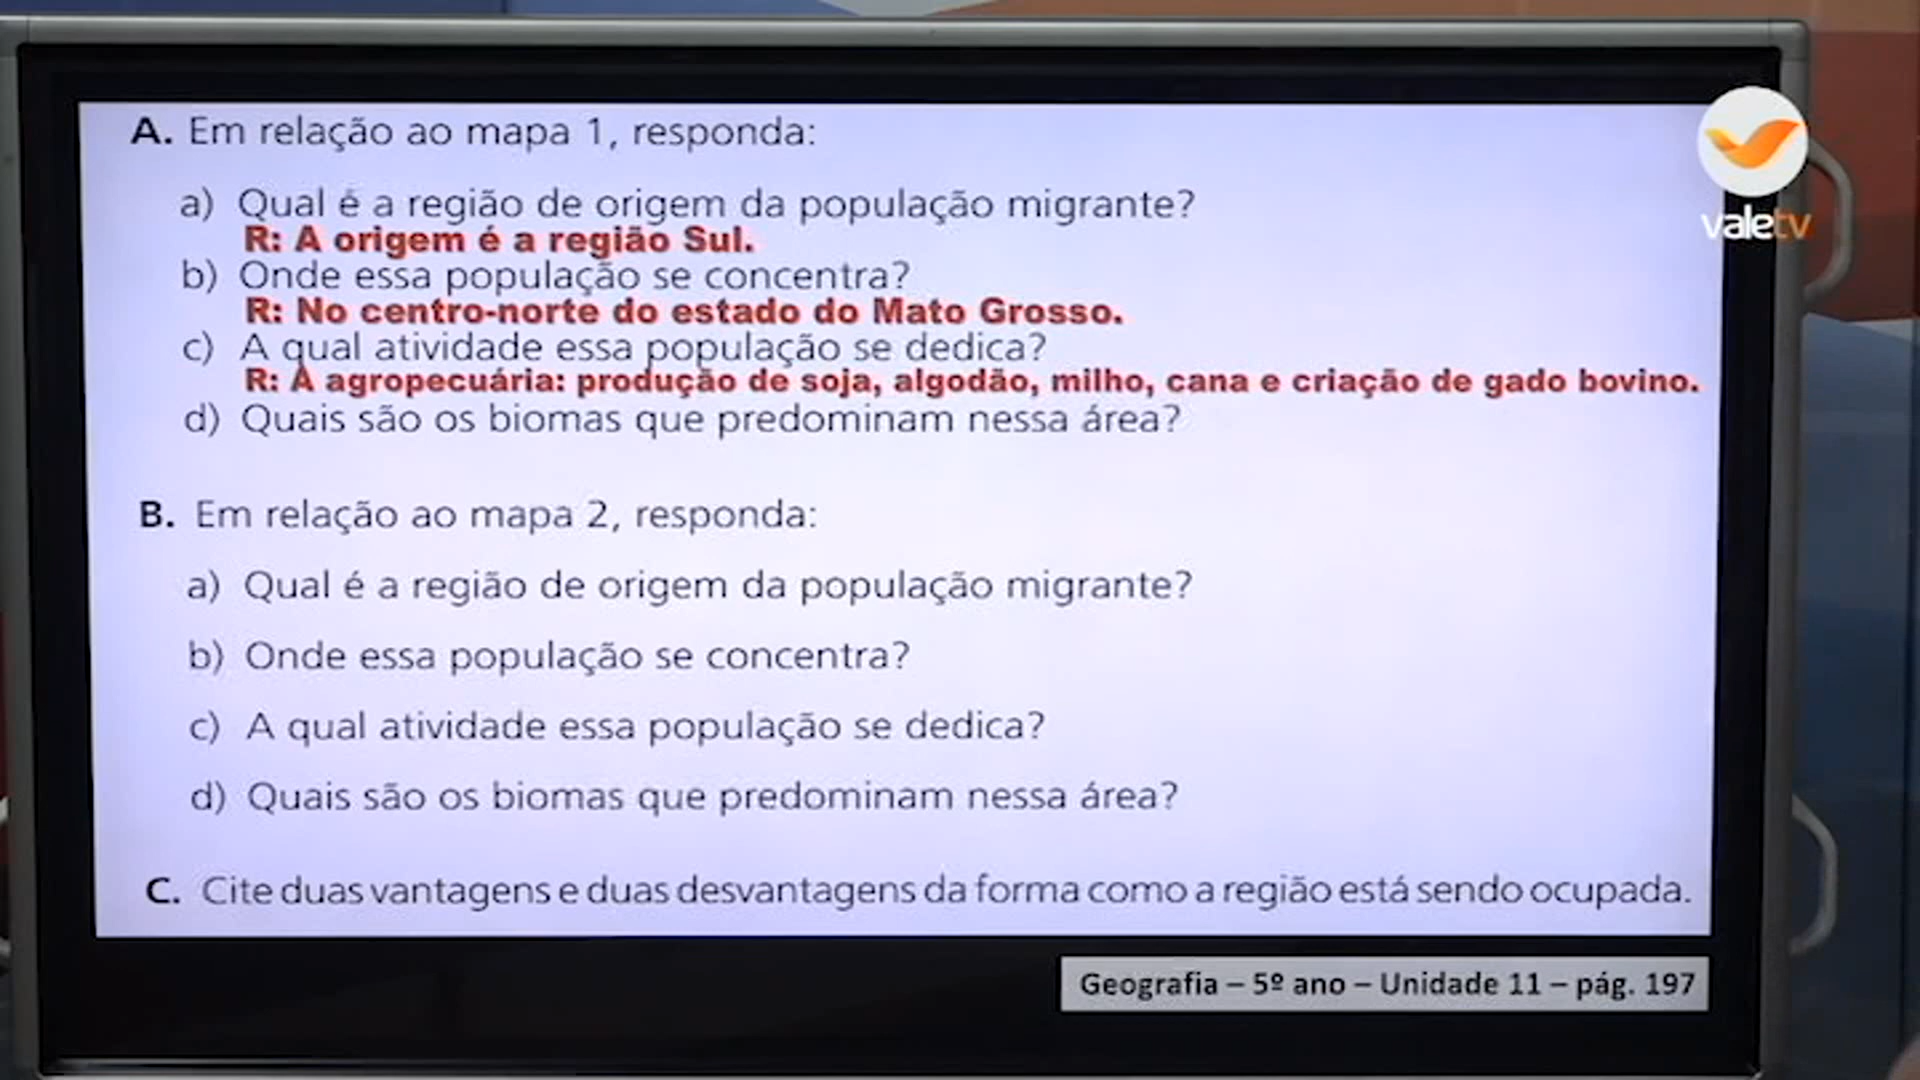 A. Em relação ao mapa 1, responda:
a) Qual é a região de origem da população migrante?
R: A origem é a região Sul.
b) Onde essa população se concentra?
R: No centro-norte do estado do Mato Grosso.
c) A qual atividade essa população se dedica?
R: À agropecuária: produção de soja, algodão, milho, cana e criação de gado bovino.
d) Quais são os biomas que predominam nessa área?
B. Em relação ao mapa 2, responda:
a) Qual é a região de origem da população migrante?
b) Onde essa população se concentra?
c) A qual atividade essa população se dedica?
d) Quais são os biomas que predominam nessa área?
C. Cite duas vantagens e duas desvantagens da forma como a região está sendo ocupada.
Geografia – 5º ano – Unidade 11 – pág. 197
valetv